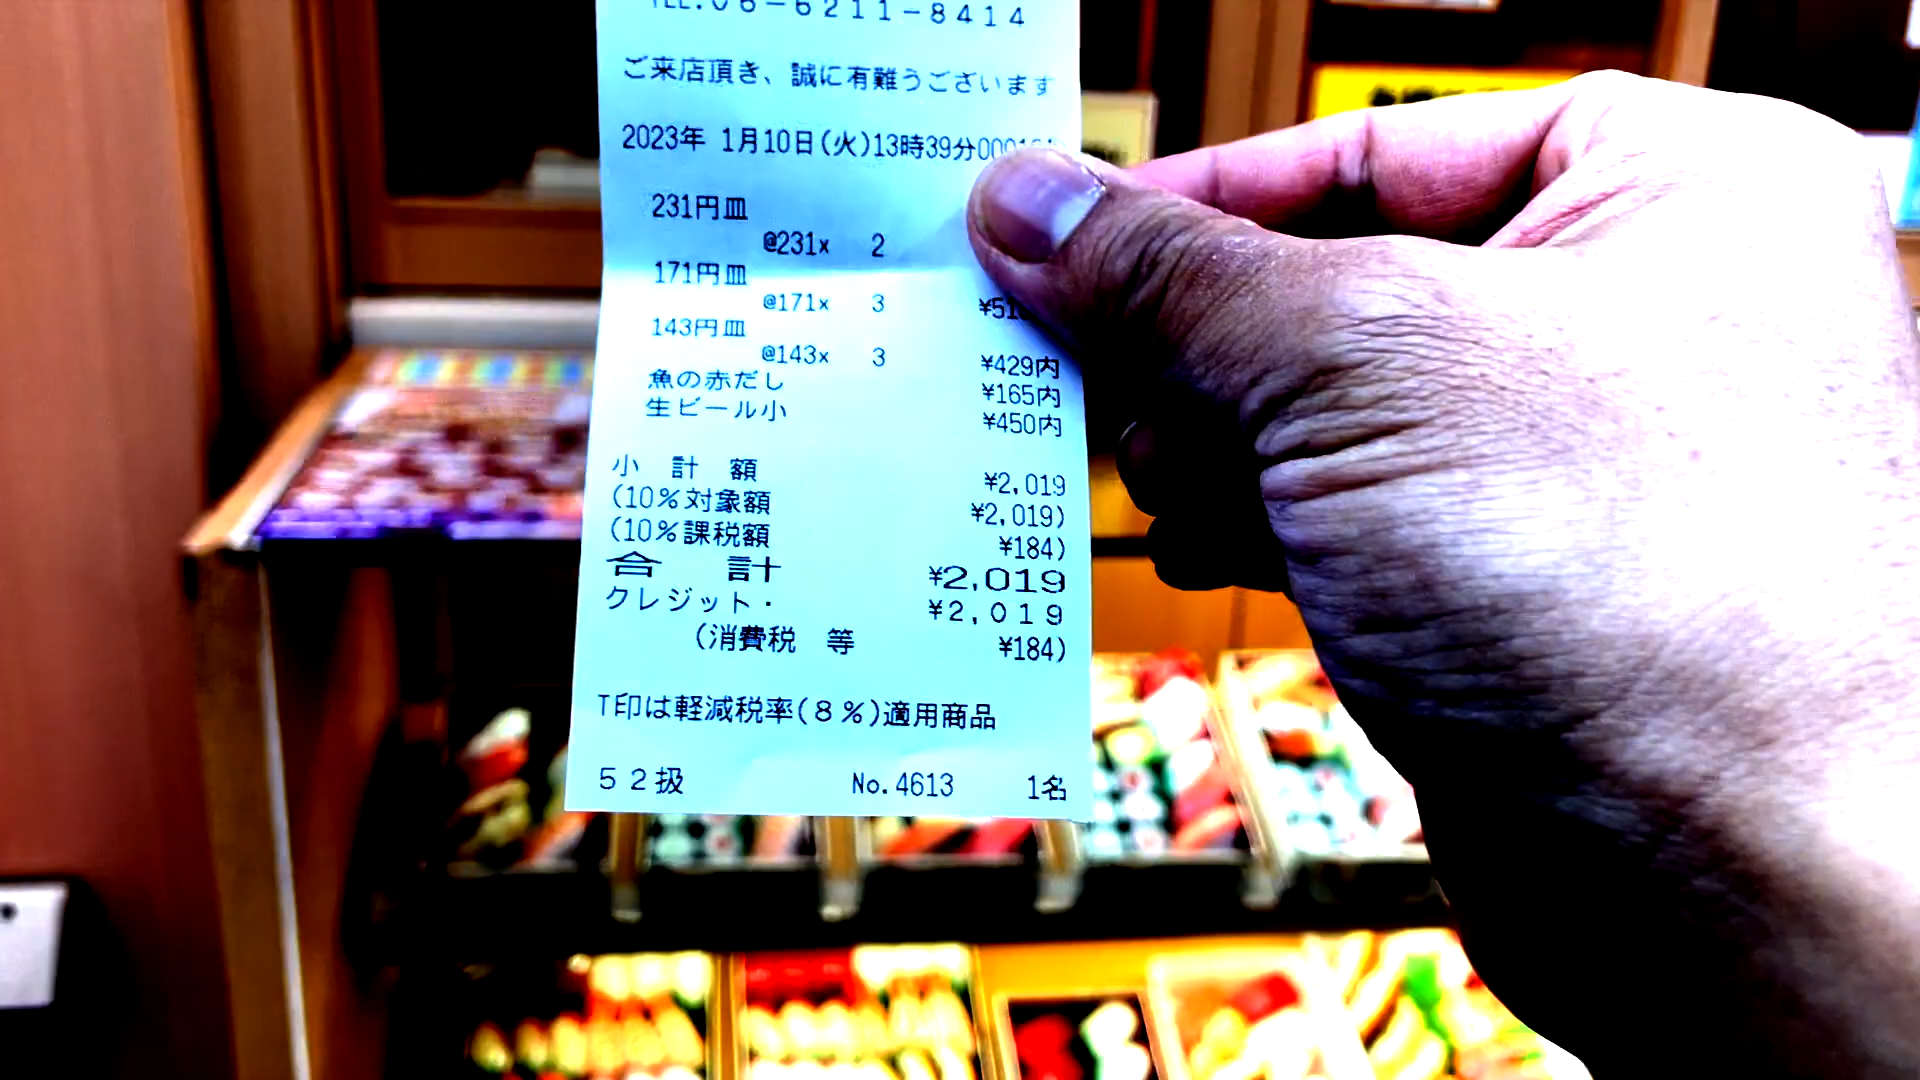 TEL.06-6211-8414
ご来店頂き、誠に有難うございます
2023年 1月10日(火)13時39分
231円皿
@231x 2
171円皿
@171x 3
143円皿
@143x 3 ¥429内
魚の赤だし ¥165内
生ビール小 ¥450内
小 計 額 ¥2,019
(10%対象額 ¥2,019)
(10%課税額 ¥184)
合 計 ¥2,019
クレジット・ ¥2,019
(消費税 等 ¥184)
T印は軽減税率(8%)適用商品
52扱 No.4613 1名